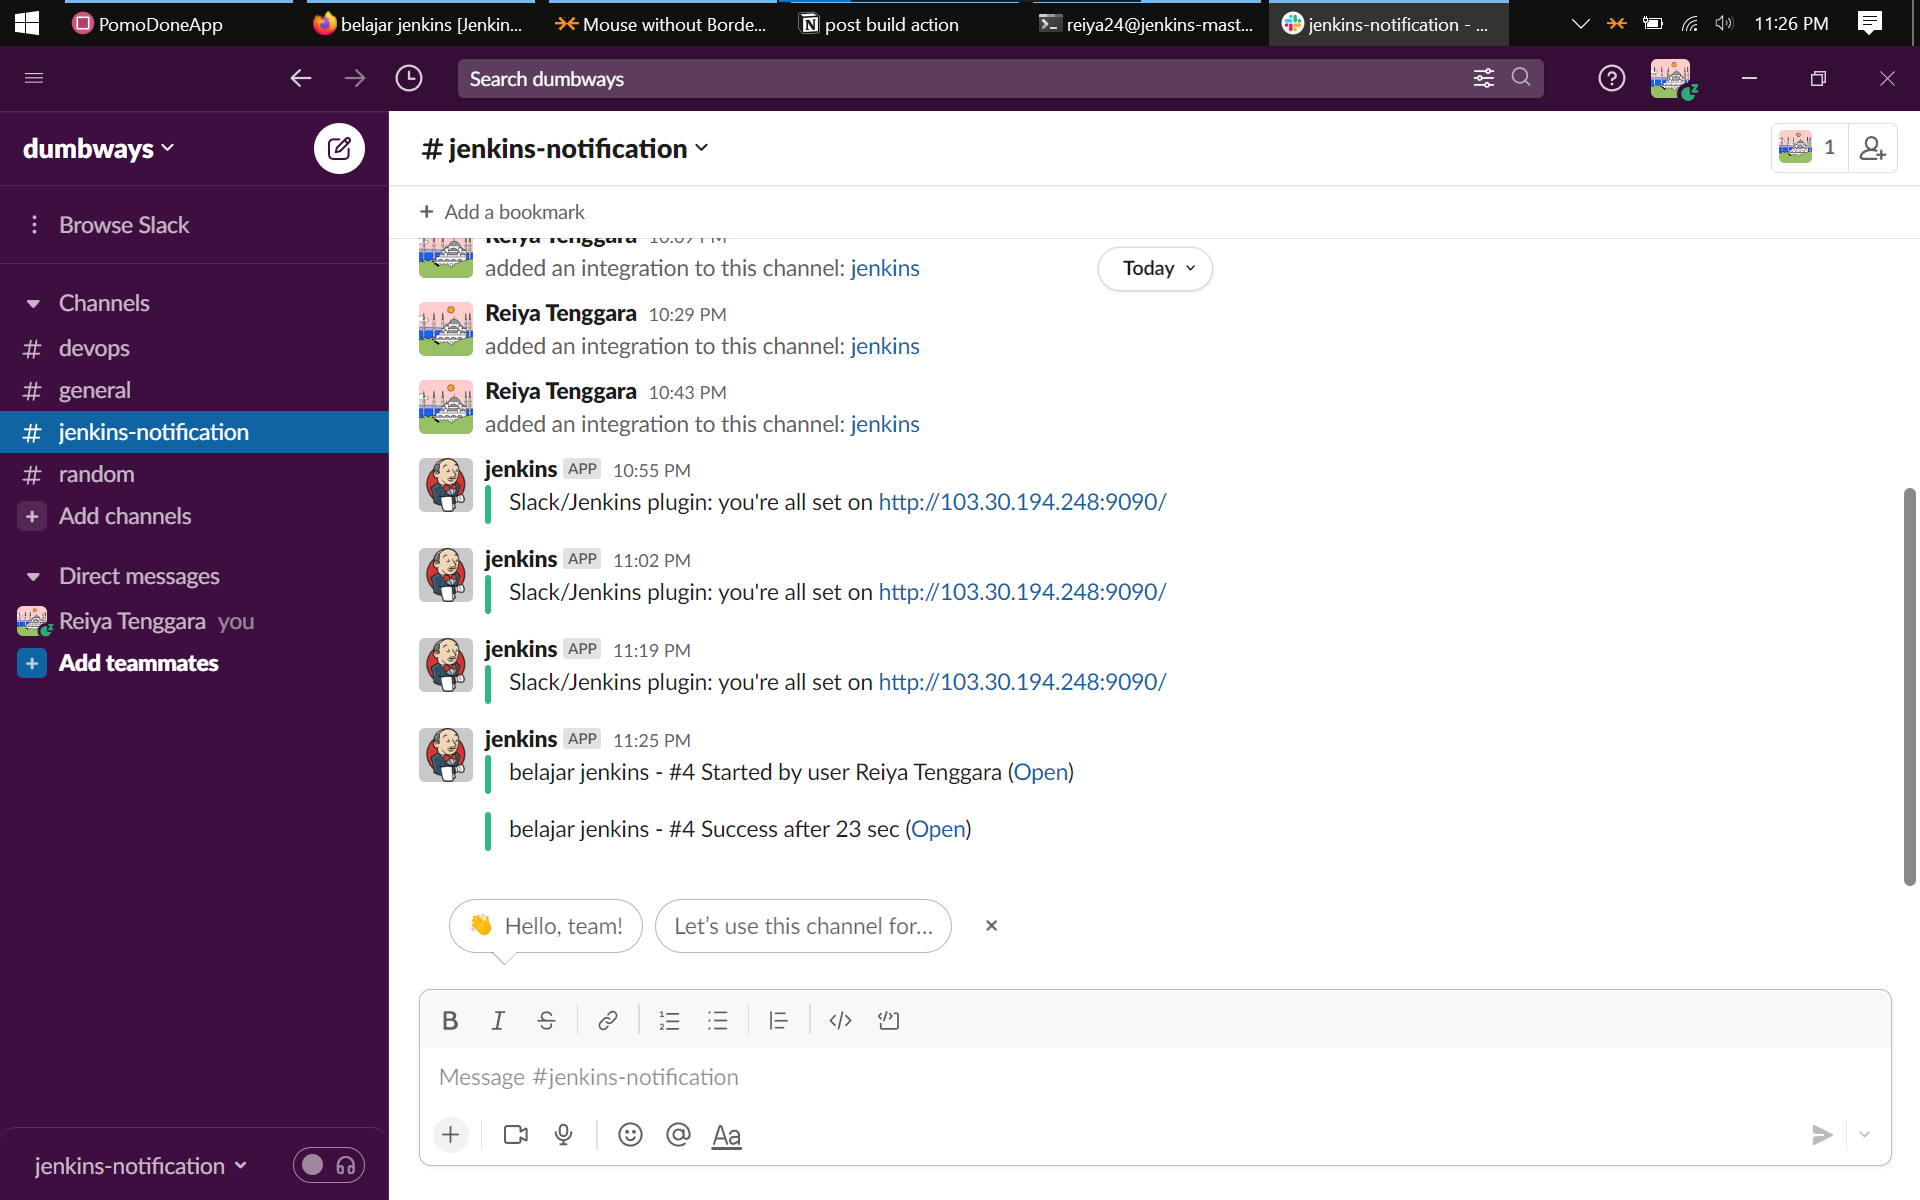 PomoDoneApp
belajar jenkins [Jenkin...
Mouse without Borde...
post build action
reiya24@jenkins-mast...
jenkins-notification - ...
11:26 PM
Search dumbways
dumbways
# jenkins-notification
1
Browse Slack
+ Add a bookmark
Channels
# devops
# general
# jenkins-notification
# random
+ Add channels
Direct messages
Reiya Tenggara you
+ Add teammates
Reiya Tenggara 10:09 PM
added an integration to this channel: jenkins
Today
Reiya Tenggara 10:29 PM
added an integration to this channel: jenkins
Reiya Tenggara 10:43 PM
added an integration to this channel: jenkins
jenkins APP 10:55 PM
Slack/Jenkins plugin: you're all set on http://103.30.194.248:9090/
jenkins APP 11:02 PM
Slack/Jenkins plugin: you're all set on http://103.30.194.248:9090/
jenkins APP 11:19 PM
Slack/Jenkins plugin: you're all set on http://103.30.194.248:9090/
jenkins APP 11:25 PM
belajar jenkins - #4 Started by user Reiya Tenggara (Open)
belajar jenkins - #4 Success after 23 sec (Open)
👋 Hello, team!
Let's use this channel for...
B I S
Message #jenkins-notification
Aa
jenkins-notification